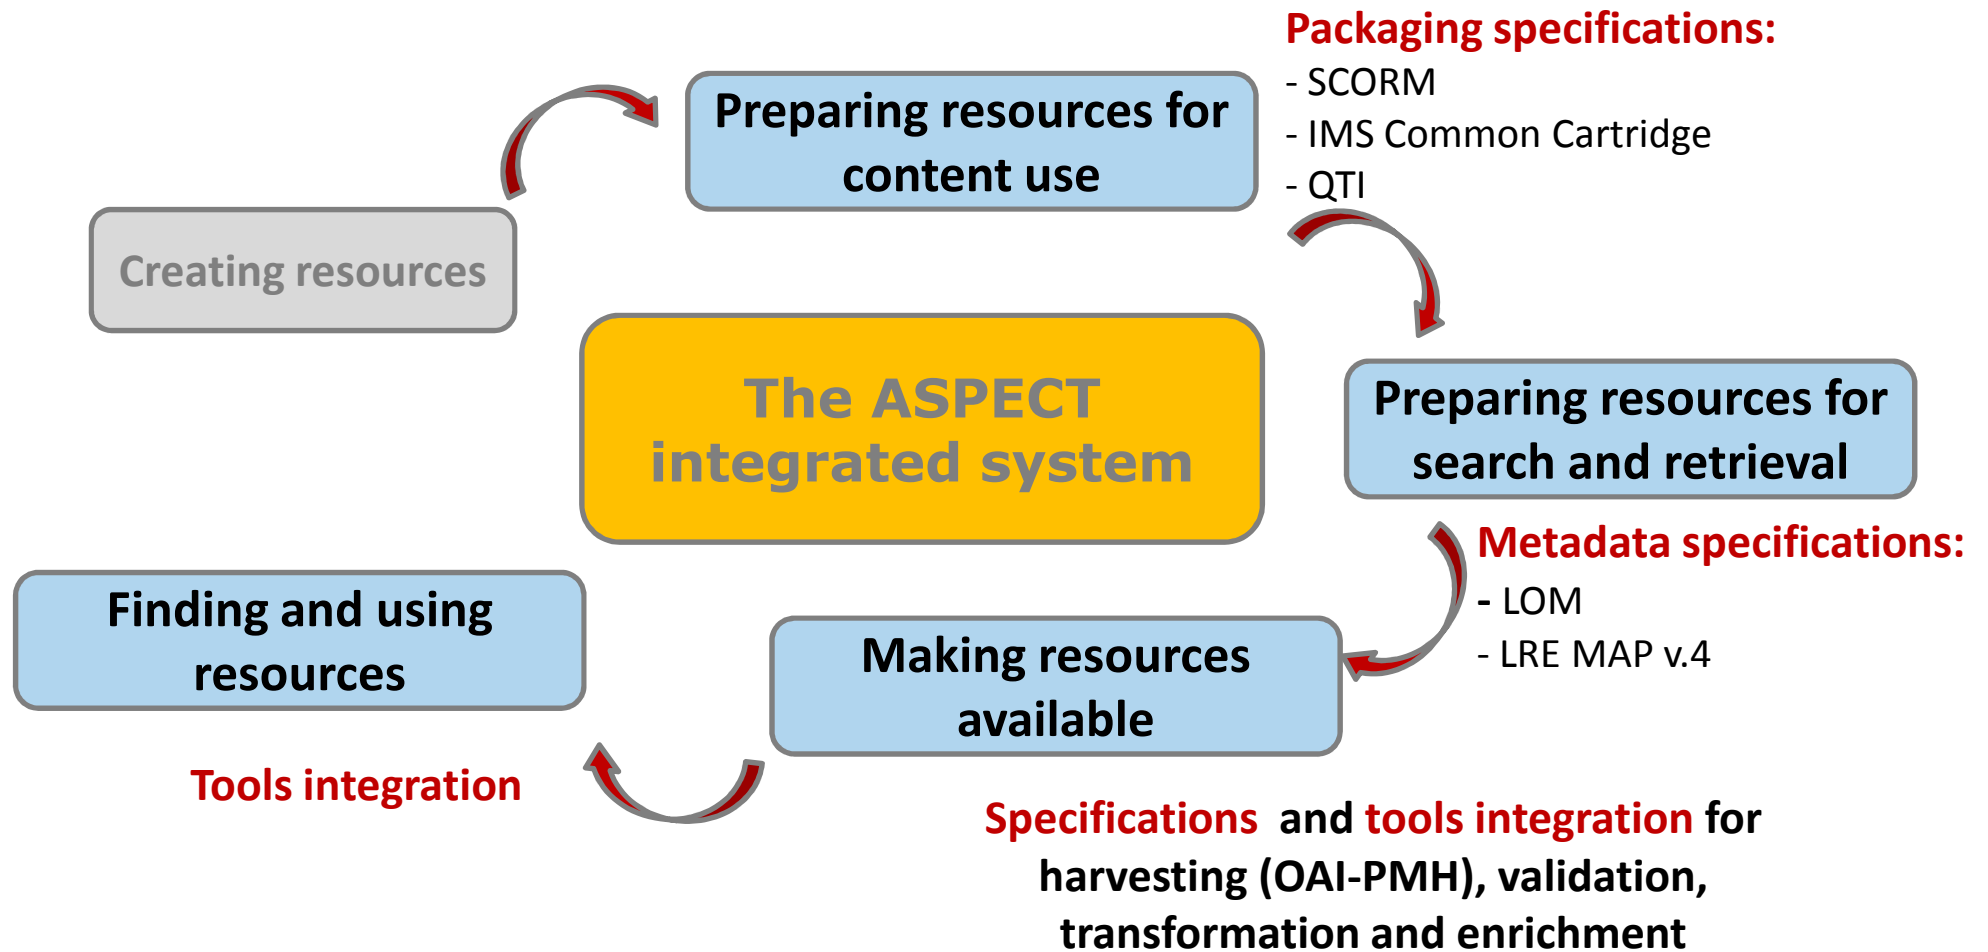 Packaging specifications:
- SCORM
- IMS Common Cartridge
- QTI
Preparing resources for
content use
Creating resources
The ASPECT
integrated system
Preparing resources for
search and retrieval
Metadata specifications:
- LOM
- LRE MAP v.4
Making resources
available
Specifications and tools integration for
harvesting (OAI-PMH), validation,
transformation and enrichment
Finding and using
resources
Tools integration